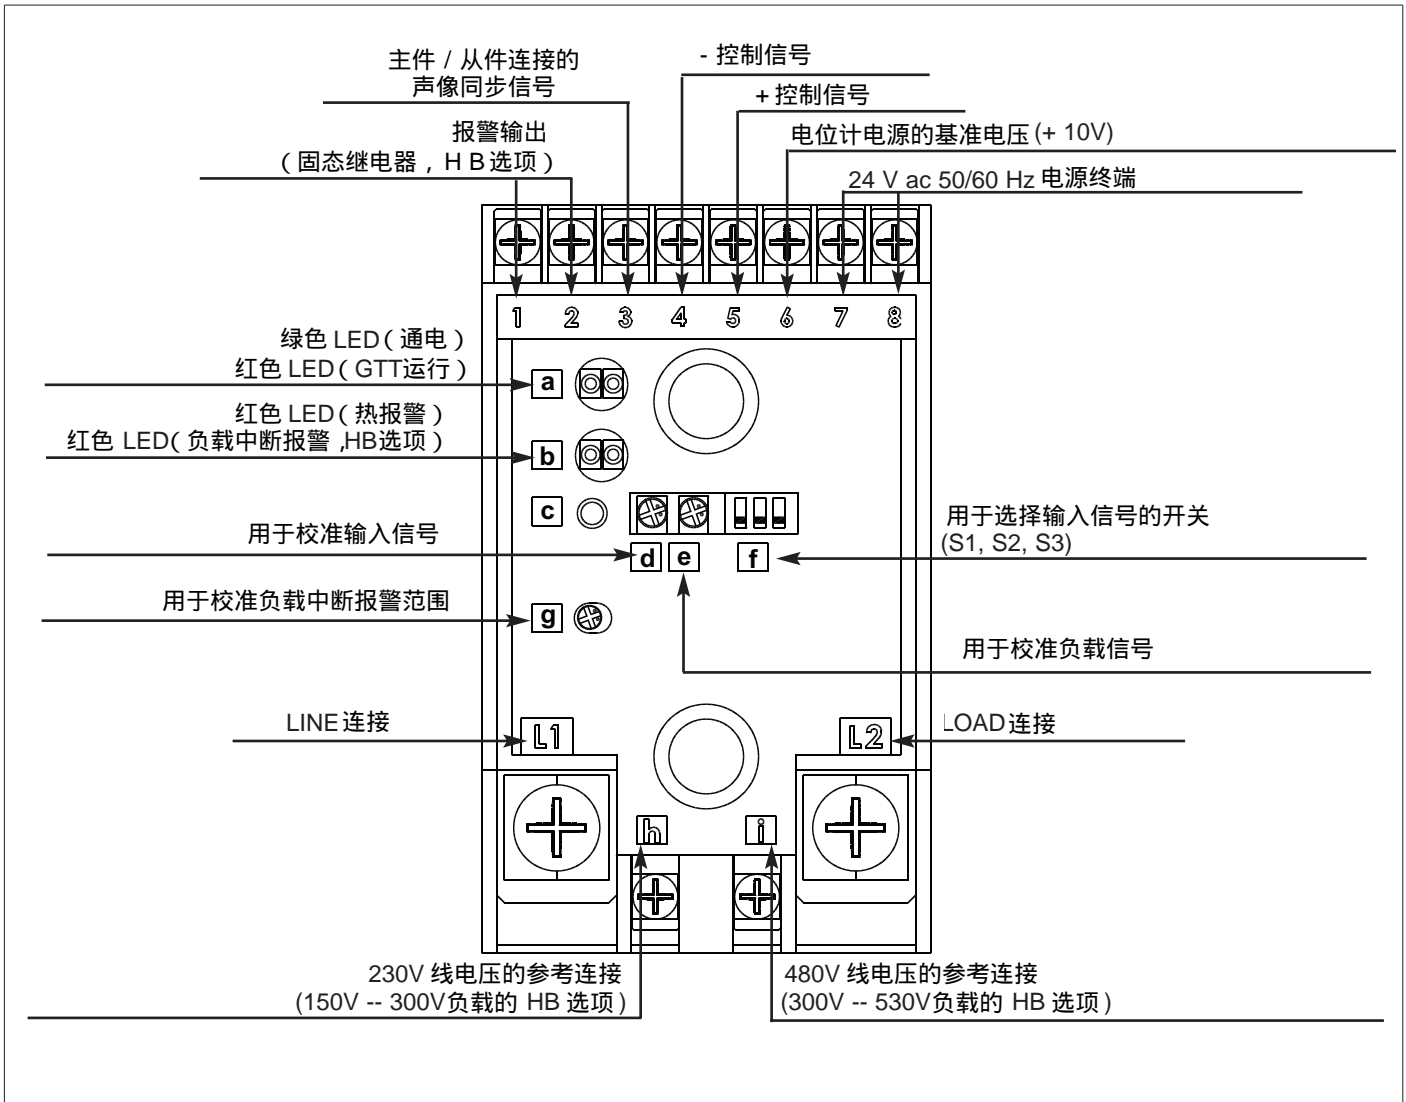 主件 / 从件连接的
声像同步信号
- 控制信号
+ 控制信号
报警输出
(固态继电器，HB选项)
电位计电源的基准电压 (+ 10V)
24 V ac 50/60 Hz 电源终端
1 2 3 4 5 6 7 8
绿色 LED (通电)
红色 LED (GTT运行)
a
红色 LED (热报警)
红色 LED (负载中断报警 ,HB选项)
b
c
用于校准输入信号
d e f
用于选择输入信号的开关
(S1, S2, S3)
用于校准负载中断报警范围
g
用于校准负载信号
LINE 连接
L1
L2
LOAD 连接
h
i
230V 线电压的参考连接
(150V -- 300V负载的 HB 选项)
480V 线电压的参考连接
(300V -- 530V负载的 HB 选项)